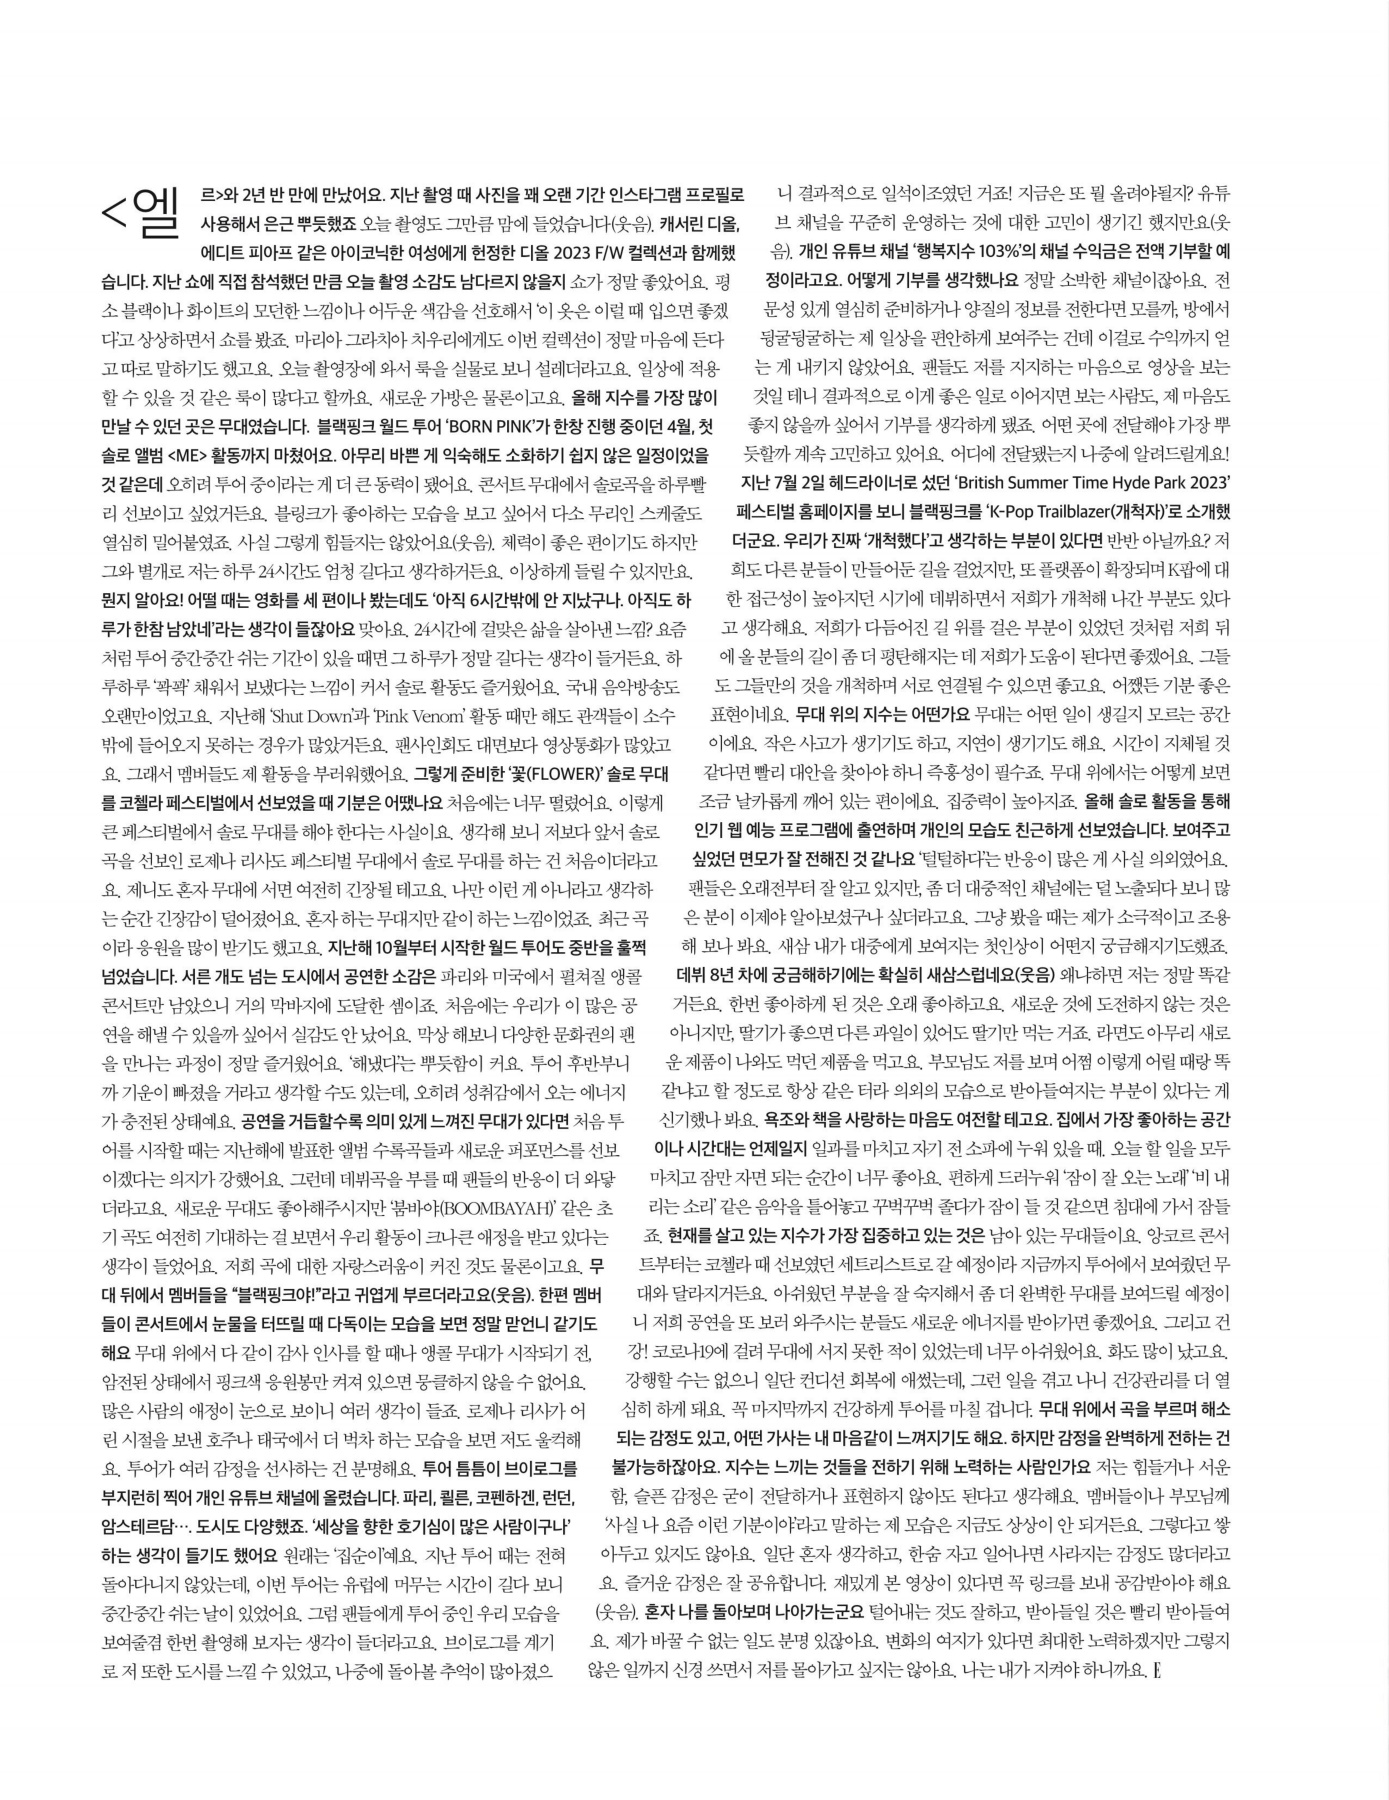 <엘르>와 2년 반 만에 만났어요. 지난 촬영 때 사진을 꽤 오랜 기간 인스타그램 프로필로
사용해서 은근 뿌듯했죠 오늘 촬영도 그만큼 맘에 들었습니다(웃음). 캐서린 디올,
에디트 피아프 같은 아이코닉한 여성에게 헌정한 디올 2023 F/W 컬렉션과 함께했
습니다. 지난 쇼에 직접 참석했던 만큼 오늘 촬영 소감도 남다르지 않을지 쇼가 정말 좋았어요. 평
소 블랙이나 화이트의 모던한 느낌이나 어두운 색감을 선호해서 ‘이 옷은 이럴 때 입으면 좋겠
다’고 상상하면서 쇼를 봤죠. 마리아 그라치아 치우리에게도 이번 컬렉션이 정말 마음에 든다
고 따로 말하기도 했고요. 오늘 촬영장에 와서 룩을 실물로 보니 설레더라고요. 일상에 적용
할 수 있을 것 같은 룩이 많다고 할까요. 새로운 가방은 물론이고요. 올해 지수를 가장 많이
만날 수 있던 곳은 무대였습니다. 블랙핑크 월드 투어 ‘BORN PINK’가 한창 진행 중이던 4월, 첫
솔로 앨범 <ME> 활동까지 마쳤어요. 아무리 바쁜 게 익숙해도 소화하기 쉽지 않은 일정이었을
것 같은데 오히려 투어 중이라는 게 더 큰 동력이 됐어요. 콘서트 무대에서 솔로곡을 하루빨
리 선보이고 싶었거든요. 블링크가 좋아하는 모습을 보고 싶어서 다소 무리인 스케줄도
열심히 밀어붙였죠. 사실 그렇게 힘들지는 않았어요(웃음). 체력이 좋은 편이기도 하지만
그와 별개로 저는 하루 24시간도 엄청 길다고 생각하거든요. 이상하게 들릴 수 있지만요.
뭔지 알아요! 어떨 때는 영화를 세 편이나 봤는데도 ‘아직 6시간밖에 안 지났구나. 아직도 하
루가 한참 남았네’라는 생각이 들잖아요 맞아요. 24시간에 걸맞은 삶을 살아낸 느낌? 요즘
처럼 투어 중간중간 쉬는 기간이 있을 때면 그 하루가 정말 길다는 생각이 들거든요. 하
루하루 ‘꽉꽉’ 채워서 보냈다는 느낌이 커서 솔로 활동도 즐거웠어요. 국내 음악방송도
오랜만이었고요. 지난해 ‘Shut Down’과 ‘Pink Venom’ 활동 때만 해도 관객들이 소수
밖에 들어오지 못하는 경우가 많았거든요. 팬사인회도 대면보다 영상통화가 많았고
요. 그래서 멤버들도 제 활동을 부러워했어요. 그렇게 준비한 ‘꽃(FLOWER)’ 솔로 무대
를 코첼라 페스티벌에서 선보였을 때 기분은 어땠나요 처음에는 너무 떨렸어요. 이렇게
큰 페스티벌에서 솔로 무대를 해야 한다는 사실이요. 생각해 보니 저보다 앞서 솔로
곡을 선보인 로제나 리사도 페스티벌 무대에서 솔로 무대를 하는 건 처음이더라고
요. 제니도 혼자 무대에 서면 여전히 긴장될 테고요. 나만 이런 게 아니라고 생각하
는 순간 긴장감이 덜어졌어요. 혼자 하는 무대지만 같이 하는 느낌이었죠. 최근 곡
이라 응원을 많이 받기도 했고요. 지난해 10월부터 시작한 월드 투어도 중반을 훌쩍
넘었습니다. 서른 개도 넘는 도시에서 공연한 소감은 파리와 미국에서 펼쳐질 앵콜
콘서트만 남았으니 거의 막바지에 도달한 셈이죠. 처음에는 우리가 이 많은 공
연을 해낼 수 있을까 싶어서 실감도 안 났어요. 막상 해보니 다양한 문화권의 팬
을 만나는 과정이 정말 즐거웠어요. ‘해냈다’는 뿌듯함이 커요. 투어 후반부니
까 기운이 빠졌을 거라고 생각할 수도 있는데, 오히려 성취감에서 오는 에너지
가 충전된 상태예요. 공연을 거듭할수록 의미 있게 느껴진 무대가 있다면 처음 투
어를 시작할 때는 지난해에 발표한 앨범 수록곡들과 새로운 퍼포먼스를 선보
이겠다는 의지가 강했어요. 그런데 데뷔곡을 부를 때 팬들의 반응이 더 와닿
더라고요. 새로운 무대도 좋아해주시지만 ‘붐바야(BOOMBAYAH)’ 같은 초
기 곡도 여전히 기대하는 걸 보면서 우리 활동이 크나큰 애정을 받고 있다는
생각이 들었어요. 저희 곡에 대한 자랑스러움이 커진 것도 물론이고요. 무
대 뒤에서 멤버들을 “블랙핑크야!”라고 귀엽게 부르더라고요(웃음). 한편 멤버
들이 콘서트에서 눈물을 터뜨릴 때 다독이는 모습을 보면 정말 맏언니 같기도
해요 무대 위에서 다 같이 감사 인사를 할 때나 앵콜 무대가 시작되기 전,
암전된 상태에서 핑크색 응원봉만 켜져 있으면 뭉클하지 않을 수 없어요.
많은 사람의 애정이 눈으로 보이니 여러 생각이 들죠. 로제나 리사가 어
린 시절을 보낸 호주나 태국에서 더 벅차 하는 모습을 보면 저도 울컥해
요. 투어가 여러 감정을 선사하는 건 분명해요. 투어 틈틈이 브이로그를
부지런히 찍어 개인 유튜브 채널에 올렸습니다. 파리, 쾰른, 코펜하겐, 런던,
암스테르담…. 도시도 다양했죠. ‘세상을 향한 호기심이 많은 사람이구나’
하는 생각이 들기도 했어요 원래는 ‘집순이’예요. 지난 투어 때는 전혀
돌아다니지 않았는데, 이번 투어는 유럽에 머무는 시간이 길다 보니
중간중간 쉬는 날이 있었어요. 그럼 팬들에게 투어 중인 우리 모습을
보여줄겸 한번 촬영해 보자는 생각이 들더라고요. 브이로그를 계기
로 저 또한 도시를 느낄 수 있었고, 나중에 돌아볼 추억이 많아졌으
니 결과적으로 일석이조였던 거죠! 지금은 또 뭘 올려야될지? 유튜
브 채널을 꾸준히 운영하는 것에 대한 고민이 생기긴 했지만요(웃
음). 개인 유튜브 채널 ‘행복지수 103%’의 채널 수익금은 전액 기부할 예
정이라고요. 어떻게 기부를 생각했나요 정말 소박한 채널이잖아요. 전
문성 있게 열심히 준비하거나 양질의 정보를 전한다면 모를까, 방에서
뒹굴뒹굴하는 제 일상을 편안하게 보여주는 건데 이걸로 수익까지 얻
는 게 내키지 않았어요. 팬들도 저를 지지하는 마음으로 영상을 보는
것일 테니 결과적으로 이게 좋은 일로 이어지면 보는 사람도, 제 마음도
좋지 않을까 싶어서 기부를 생각하게 됐죠. 어떤 곳에 전달해야 가장 뿌
듯할까 계속 고민하고 있어요. 어디에 전달됐는지 나중에 알려드릴게요!
지난 7월 2일 헤드라이너로 섰던 ‘British Summer Time Hyde Park 2023’
페스티벌 홈페이지를 보니 블랙핑크를 ‘K-Pop Trailblazer(개척자)’로 소개했
더군요. 우리가 진짜 ‘개척했다’고 생각하는 부분이 있다면 반반 아닐까요? 저
희도 다른 분들이 만들어둔 길을 걸었지만, 또 플랫폼이 확장되며 K팝에 대
한 접근성이 높아지던 시기에 데뷔하면서 저희가 개척해 나간 부분도 있다
고 생각해요. 저희가 다듬어진 길 위를 걸은 부분이 있었던 것처럼 저희 뒤
에 올 분들의 길이 좀 더 평탄해지는 데 저희가 도움이 된다면 좋겠어요. 그들
도 그들만의 것을 개척하며 서로 연결될 수 있으면 좋고요. 어쨌든 기분 좋은
표현이네요. 무대 위의 지수는 어떤가요 무대는 어떤 일이 생길지 모르는 공간
이에요. 작은 사고가 생기기도 하고, 지연이 생기기도 해요. 시간이 지체될 것
같다면 빨리 대안을 찾아야 하니 즉흥성이 필수죠. 무대 위에서는 어떻게 보면
조금 날카롭게 깨어 있는 편이에요. 집중력이 높아지죠. 올해 솔로 활동을 통해
인기 웹 예능 프로그램에 출연하며 개인의 모습도 친근하게 선보였습니다. 보여주고
싶었던 면모가 잘 전해진 것 같나요 ‘털털하다’는 반응이 많은 게 사실 의외였어요.
팬들은 오래전부터 잘 알고 있지만, 좀 더 대중적인 채널에는 덜 노출되다 보니 많
은 분이 이제야 알아보셨구나 싶더라고요. 그냥 봤을 때는 제가 소극적이고 조용
해 보나 봐요. 새삼 내가 대중에게 보여지는 첫인상이 어떤지 궁금해지기도했죠.
데뷔 8년 차에 궁금해하기에는 확실히 새삼스럽네요(웃음) 왜냐하면 저는 정말 똑같
거든요. 한번 좋아하게 된 것은 오래 좋아하고요. 새로운 것에 도전하지 않는 것은
아니지만, 딸기가 좋으면 다른 과일이 있어도 딸기만 먹는 거죠. 라면도 아무리 새로
운 제품이 나와도 먹던 제품을 먹고요. 부모님도 저를 보며 어쩜 이렇게 어릴 때랑 똑
같냐고 할 정도로 항상 같은 터라 의외의 모습으로 받아들여지는 부분이 있다는 게
신기했나 봐요. 욕조와 책을 사랑하는 마음도 여전할 테고요. 집에서 가장 좋아하는 공간
이나 시간대는 언제일지 일과를 마치고 자기 전 소파에 누워 있을 때. 오늘 할 일을 모두
마치고 잠만 자면 되는 순간이 너무 좋아요. 편하게 드러누워 ‘잠이 잘 오는 노래’ ‘비 내
리는 소리’ 같은 음악을 틀어놓고 꾸벅꾸벅 졸다가 잠이 들 것 같으면 침대에 가서 잠들
죠. 현재를 살고 있는 지수가 가장 집중하고 있는 것은 남아 있는 무대들이요. 앙코르 콘서
트부터는 코첼라 때 선보였던 세트리스트로 갈 예정이라 지금까지 투어에서 보여줬던 무
대와 달라지거든요. 아쉬웠던 부분을 잘 숙지해서 좀 더 완벽한 무대를 보여드릴 예정이
니 저희 공연을 또 보러 와주시는 분들도 새로운 에너지를 받아가면 좋겠어요. 그리고 건
강! 코로나19에 걸려 무대에 서지 못한 적이 있었는데 너무 아쉬웠어요. 화도 많이 났고요.
강행할 수는 없으니 일단 컨디션 회복에 애썼는데, 그런 일을 겪고 나니 건강관리를 더 열
심히 하게 돼요. 꼭 마지막까지 건강하게 투어를 마칠 겁니다. 무대 위에서 곡을 부르며 해소
되는 감정도 있고, 어떤 가사는 내 마음같이 느껴지기도 해요. 하지만 감정을 완벽하게 전하는 건
불가능하잖아요. 지수는 느끼는 것들을 전하기 위해 노력하는 사람인가요 저는 힘들거나 서운
함, 슬픈 감정은 굳이 전달하거나 표현하지 않아도 된다고 생각해요. 멤버들이나 부모님께
‘사실 나 요즘 이런 기분이야’라고 말하는 제 모습은 지금도 상상이 안 되거든요. 그렇다고 쌓
아두고 있지도 않아요. 일단 혼자 생각하고, 한숨 자고 일어나면 사라지는 감정도 많더라고
요. 즐거운 감정은 잘 공유합니다. 재밌게 본 영상이 있다면 꼭 링크를 보내 공감받아야 해요
(웃음). 혼자 나를 돌아보며 나아가는군요 털어내는 것도 잘하고, 받아들일 것은 빨리 받아들여
요. 제가 바꿀 수 없는 일도 분명 있잖아요. 변화의 여지가 있다면 최대한 노력하겠지만 그렇지
않은 일까지 신경 쓰면서 저를 몰아가고 싶지는 않아요. 나는 내가 지켜야 하니까요. E